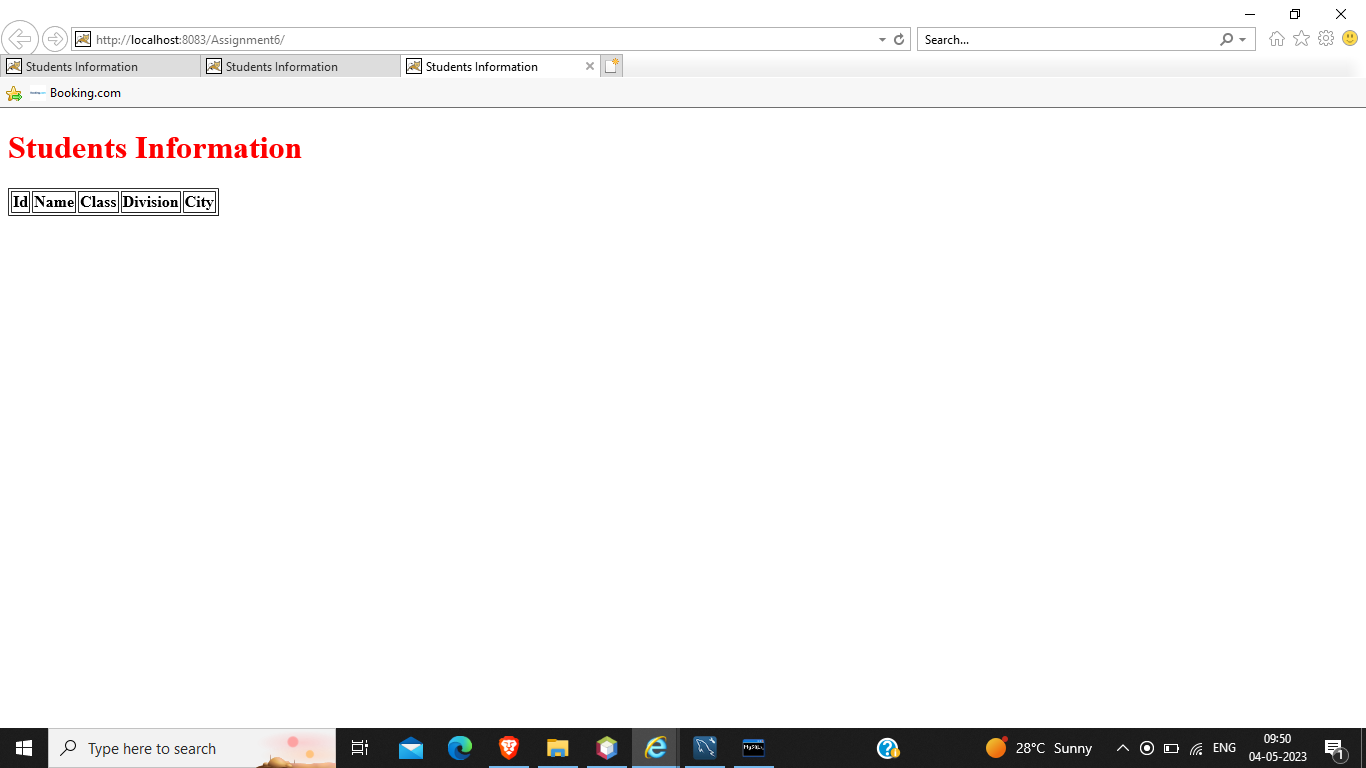 http://localhost:8083/Assignment6/
Search...
Students Information
Students Information
Students Information
Booking.com
Students Information
Id Name Class Division City
Type here to search
28°C Sunny
ENG
09:50
04-05-2023
1